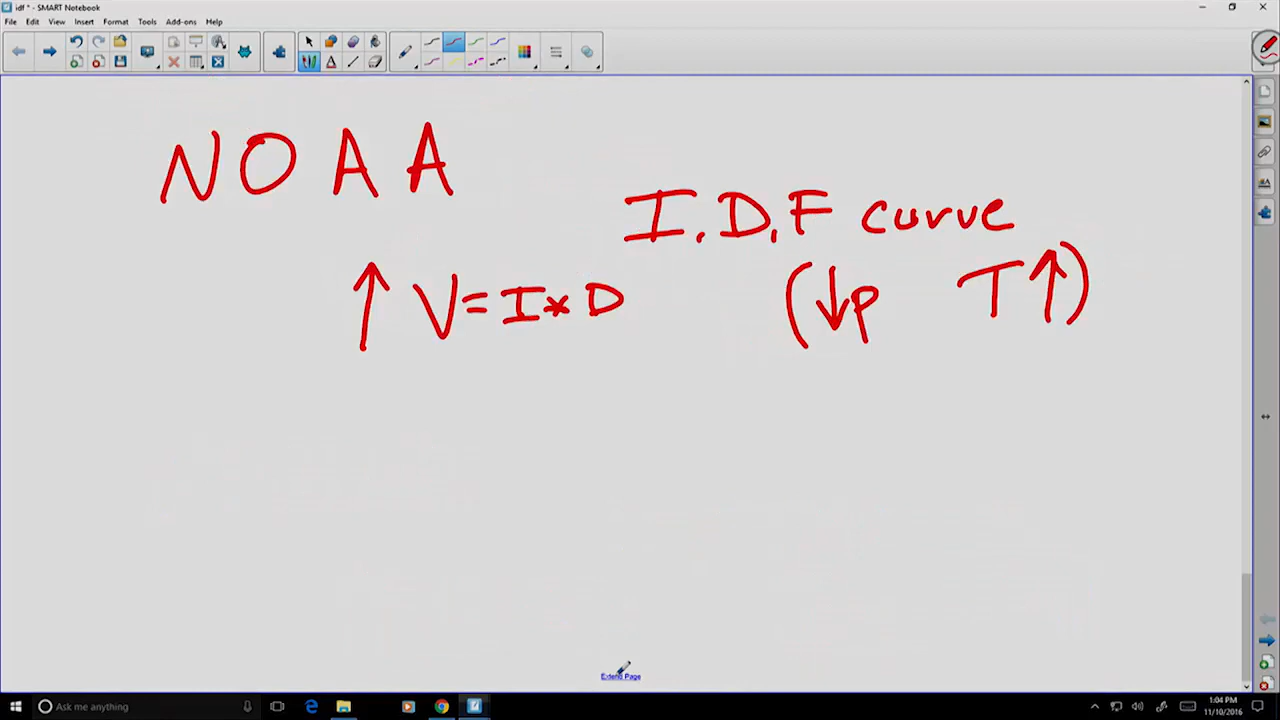 idf * - SMART Notebook
File Edit View Insert Format Tools Add-ons Help
NOAA
I.D.F curve
↑ V = I * D
(↓p T↑)
Extend Page
Ask me anything
1:04 PM
11/10/2016